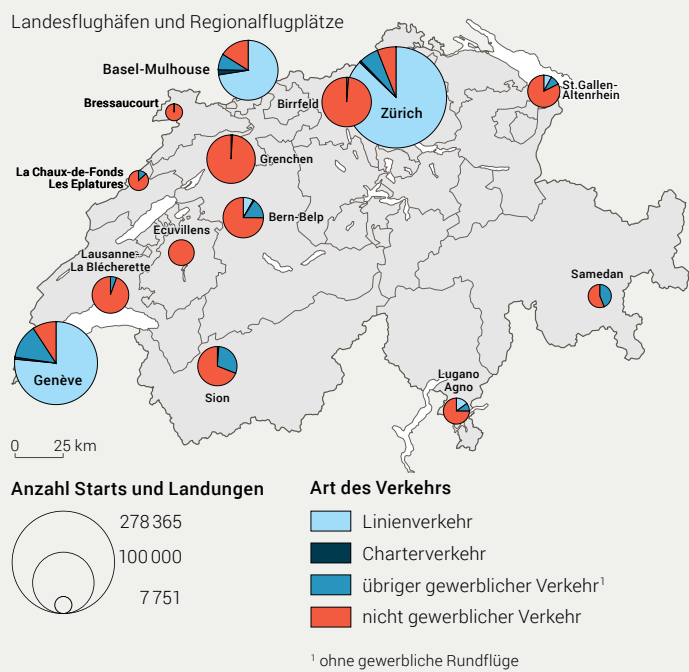 Landesflughäfen und Regionalflugplätze
Basel-Mulhouse
Bressaucourt
Birrfeld
Zürich
St.Gallen-
Altenrhein
Grenchen
La Chaux-de-Fonds
Les Eplatures
Bern-Belp
Ecuvillens
Lausanne-
La Blécherette
Samedan
Genève
Sion
Lugano
Agno
0 25 km
Anzahl Starts und Landungen
278 365
100 000
7 751
Art des Verkehrs
Linienverkehr
Charterverkehr
übriger gewerblicher Verkehr¹
nicht gewerblicher Verkehr
¹ ohne gewerbliche Rundflüge